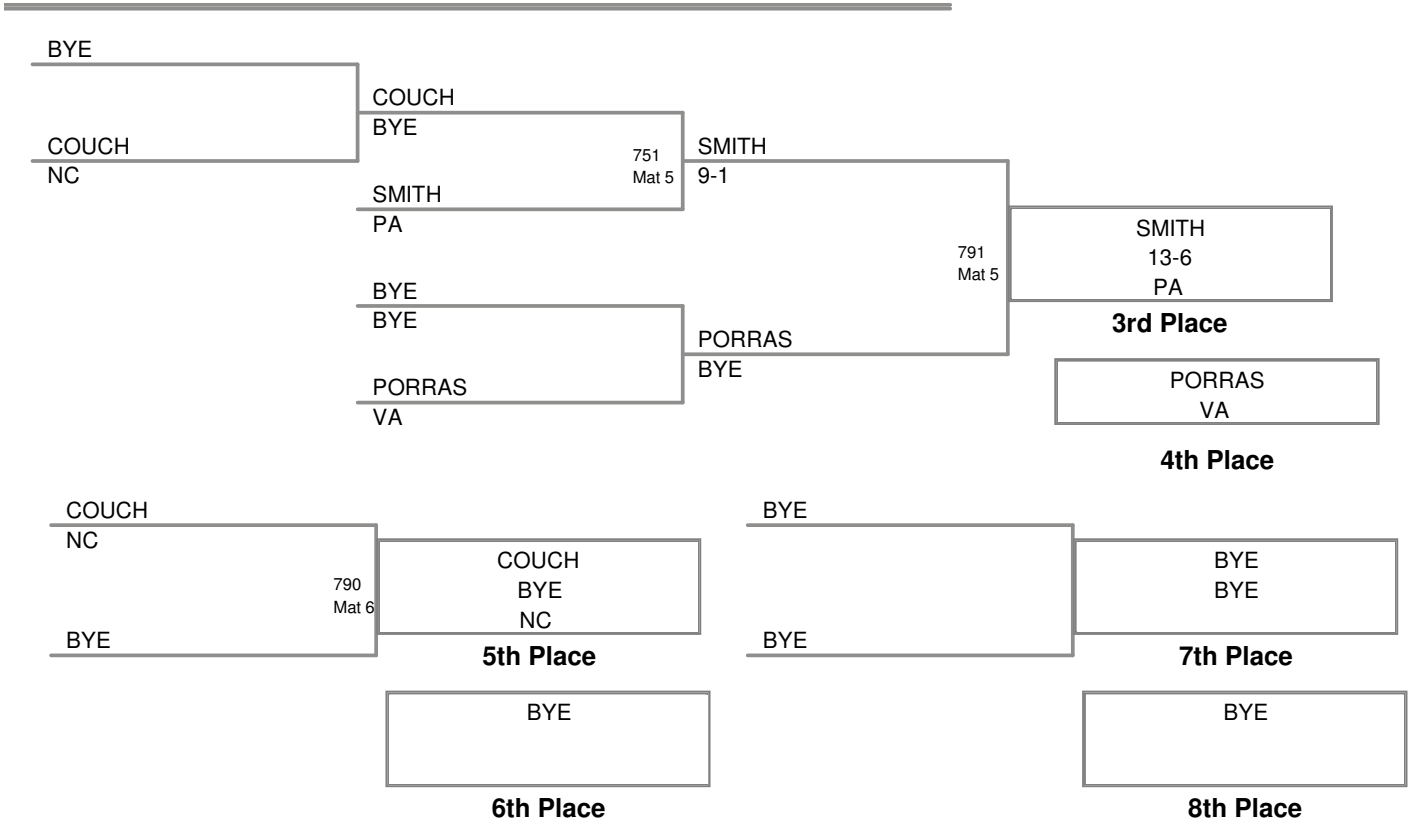 BYE
COUCH
NC
COUCH
BYE
SMITH
PA
751
Mat 5
SMITH
9-1
BYE
BYE
PORRAS
VA
PORRAS
BYE
791
Mat 5
SMITH
13-6
PA
3rd Place
PORRAS
VA
4th Place
COUCH
NC
BYE
790
Mat 6
COUCH
BYE
NC
5th Place
BYE
6th Place
BYE
BYE
BYE
BYE
7th Place
BYE
8th Place